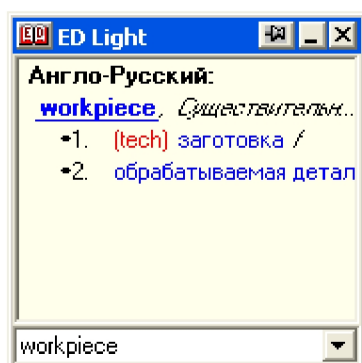 ED Light
Англо-Русский:
workpiece, Существительн..
•1. (tech) заготовка /
•2. обрабатываемая детал
workpiece